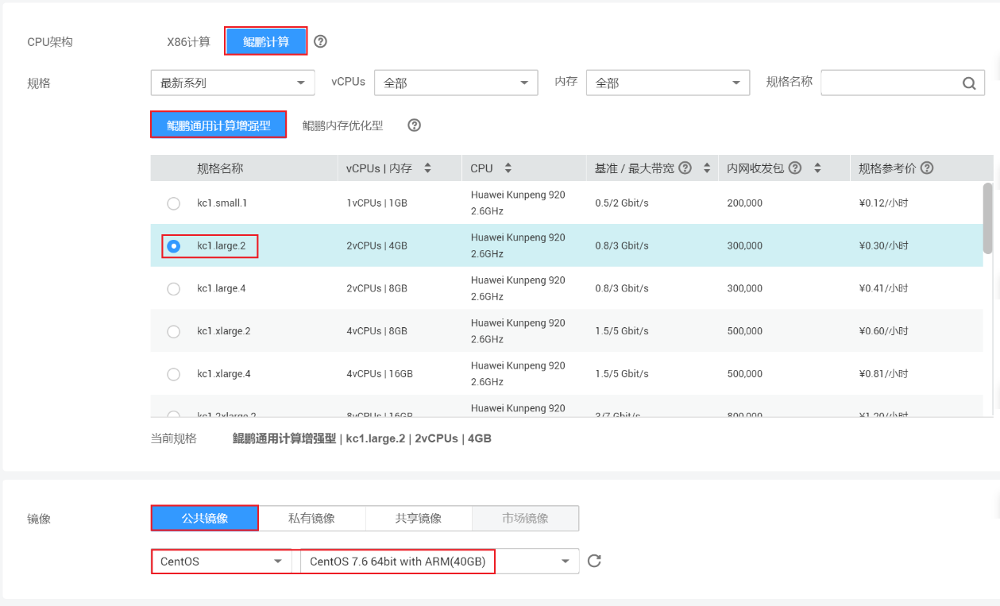 CPU架构 X86计算 鲲鹏计算 ?
规格 最新系列 vCPUs 全部 内存 全部 规格名称
鲲鹏通用计算增强型 鲲鹏内存优化型 ?
规格名称 vCPUs | 内存 CPU 基准 / 最大带宽 ? 内网收发包 ? 规格参考价 ?
kc1.small.1 1vCPUs | 1GB Huawei Kunpeng 920 2.6GHz 0.5/2 Gbit/s 200,000 ¥0.12/小时
kc1.large.2 2vCPUs | 4GB Huawei Kunpeng 920 2.6GHz 0.8/3 Gbit/s 300,000 ¥0.30/小时
kc1.large.4 2vCPUs | 8GB Huawei Kunpeng 920 2.6GHz 0.8/3 Gbit/s 300,000 ¥0.41/小时
kc1.xlarge.2 4vCPUs | 8GB Huawei Kunpeng 920 2.6GHz 1.5/5 Gbit/s 500,000 ¥0.60/小时
kc1.xlarge.4 4vCPUs | 16GB Huawei Kunpeng 920 2.6GHz 1.5/5 Gbit/s 500,000 ¥0.81/小时
kc1.2xlarge.2 8vCPUs | 16GB Huawei Kunpeng 920 3/7 Gbit/s 800,000 ¥1.20/小时
当前规格 鲲鹏通用计算增强型 | kc1.large.2 | 2vCPUs | 4GB
镜像 公共镜像 私有镜像 共享镜像 市场镜像
CentOS CentOS 7.6 64bit with ARM(40GB)